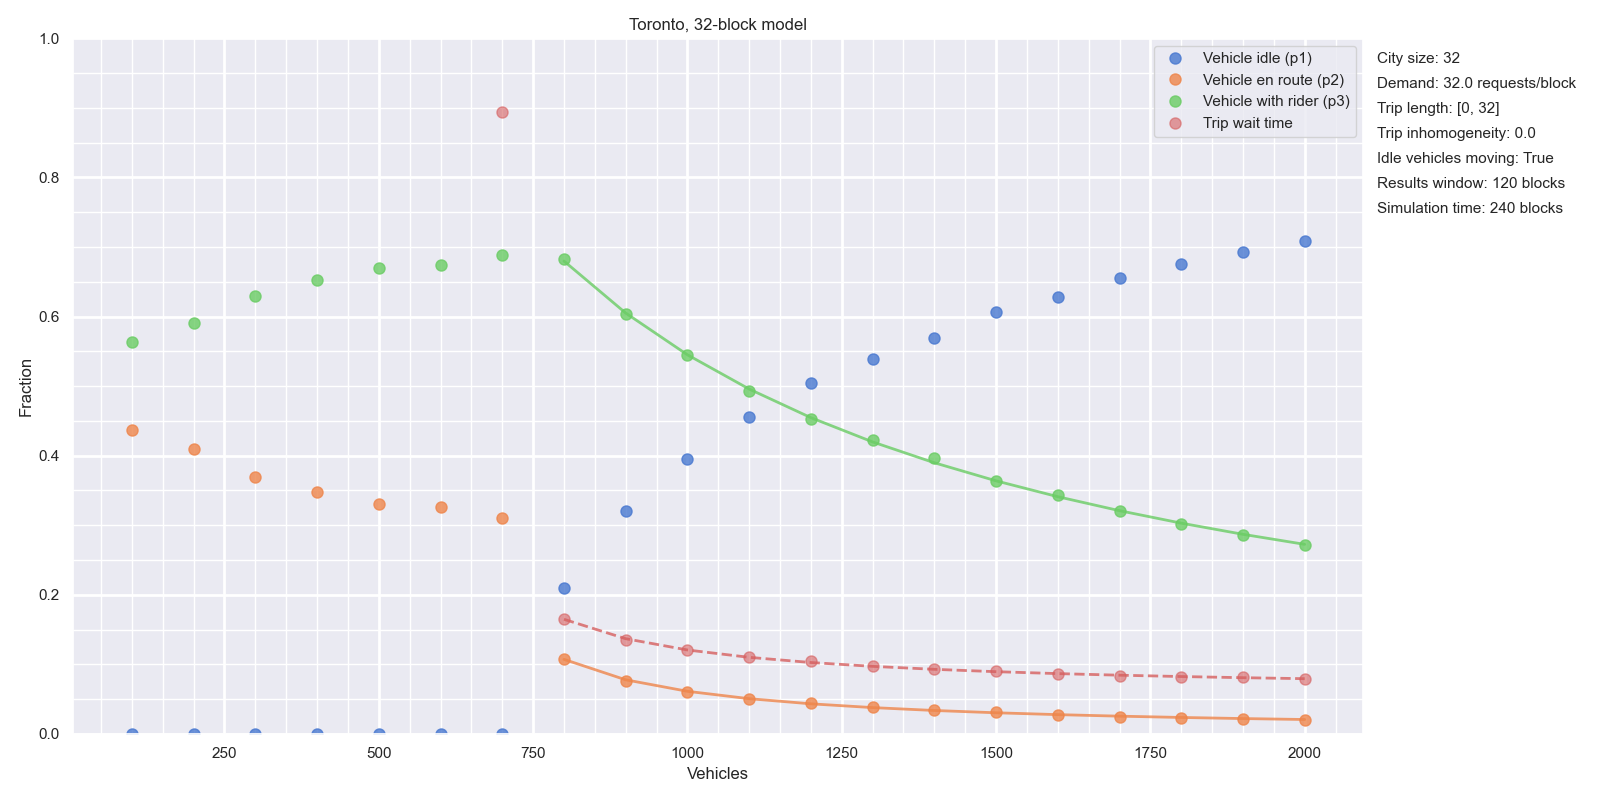 Toronto, 32-block model
1.0
0.8
0.6
0.4
0.2
0.0
Fraction
250
500
750
1000
1250
1500
1750
2000
Vehicles
Vehicle idle (p1)
Vehicle en route (p2)
Vehicle with rider (p3)
Trip wait time
City size: 32
Demand: 32.0 requests/block
Trip length: [0, 32]
Trip inhomogeneity: 0.0
Idle vehicles moving: True
Results window: 120 blocks
Simulation time: 240 blocks